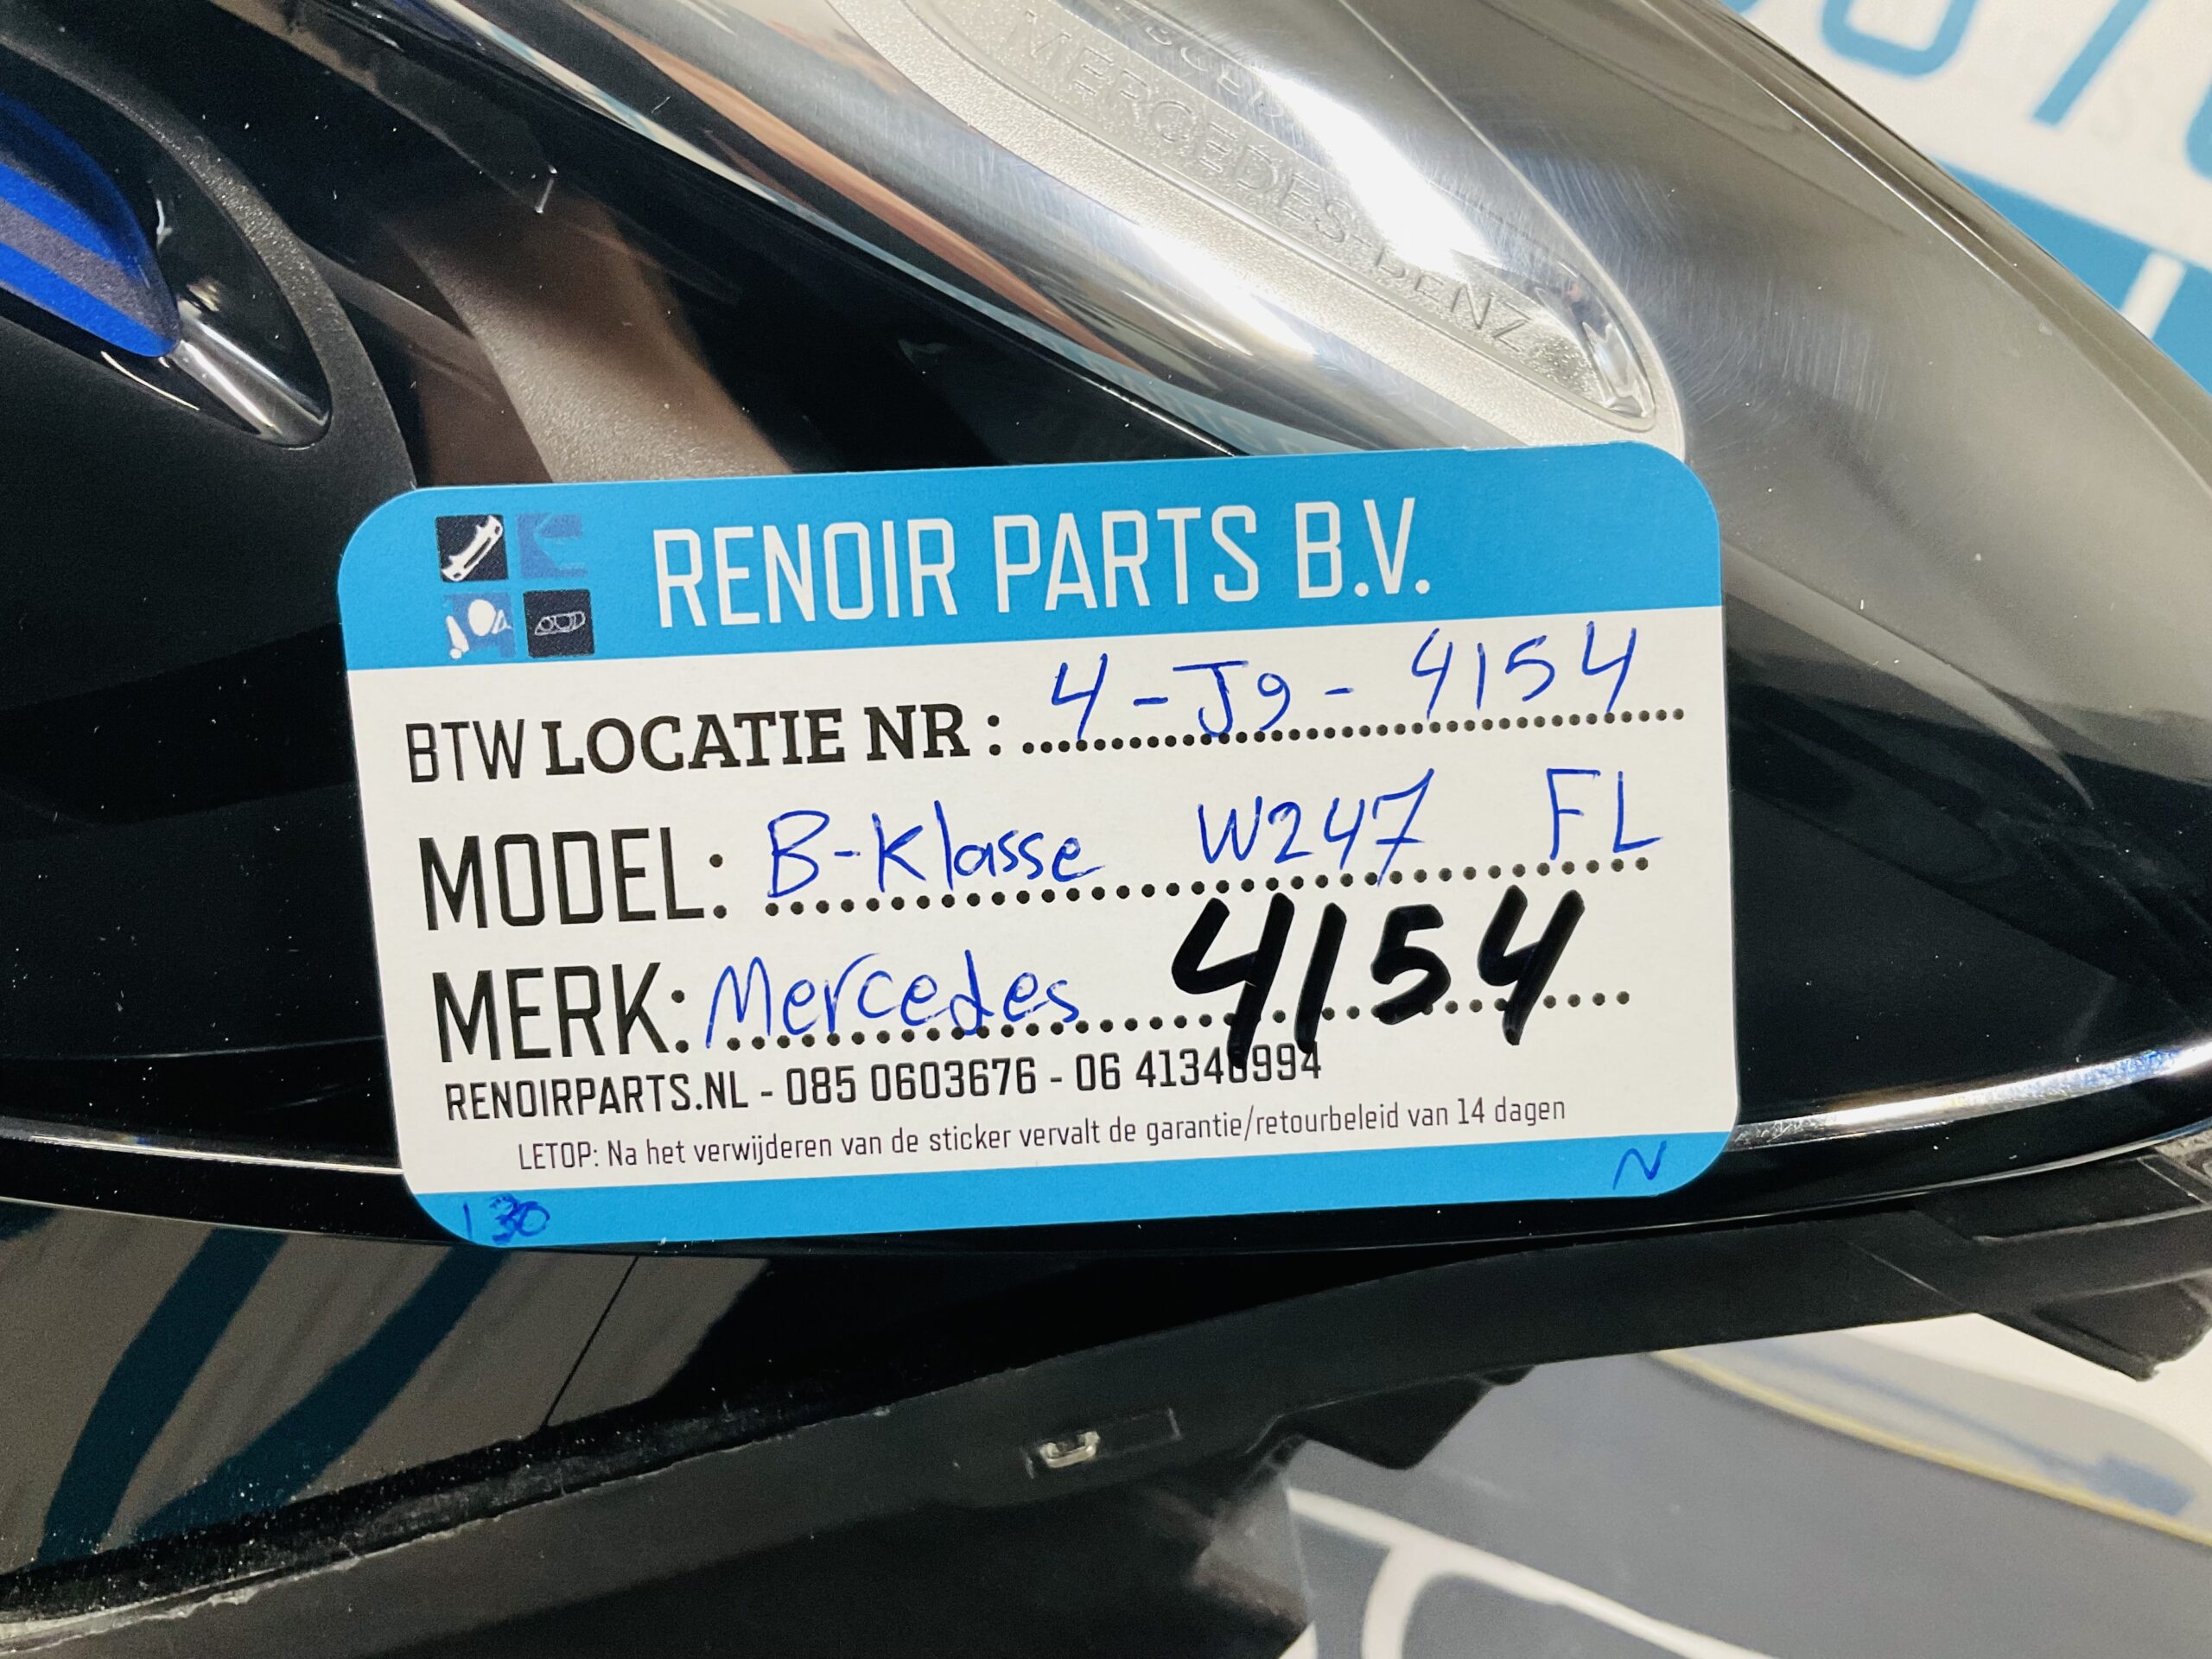 MERCEDES-BENZ
RENOIR PARTS B.V.
BTW LOCATIE NR : 4-J9-4154
MODEL: B-Klasse W247 FL
MERK: Mercedes 4154
RENOIRPARTS.NL - 085 0603676 - 06 41340994
LETOP: Na het verwijderen van de sticker vervalt de garantie/retourbeleid van 14 dagen
130 N